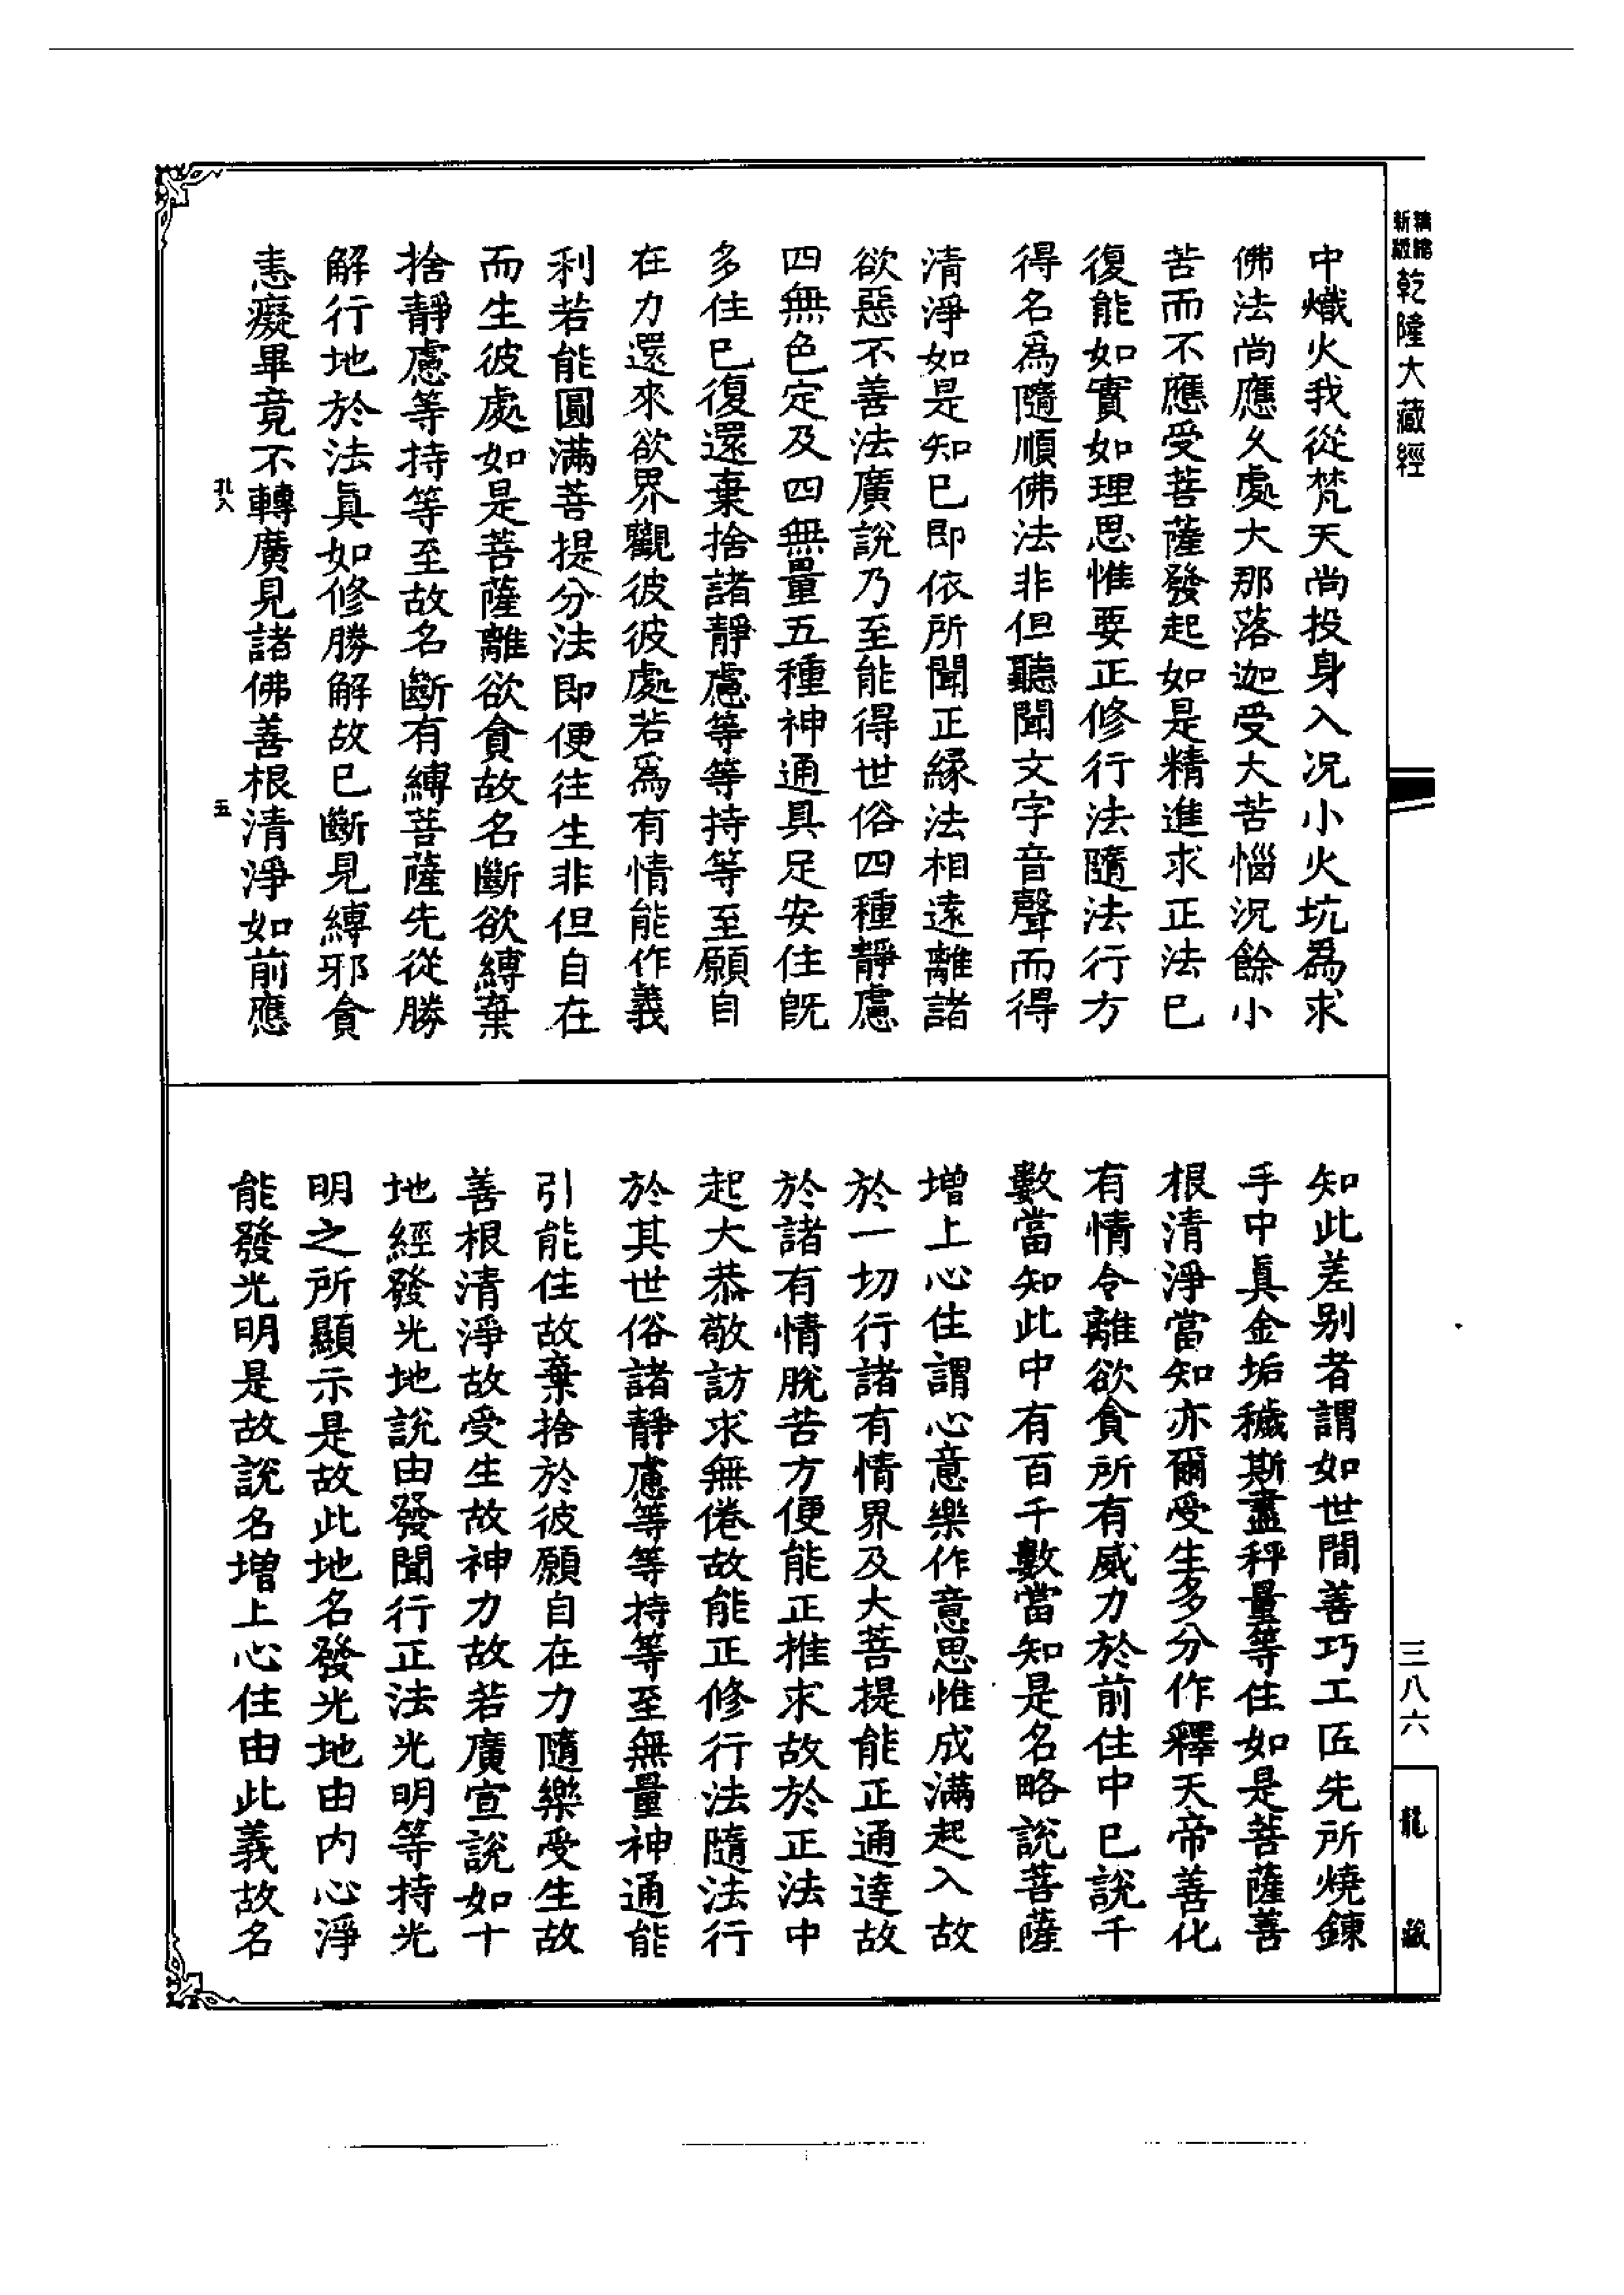 精縮
新版
乾隆大藏經
中熾火我從梵天尚投身入况小火坑為求
佛法尚應久處大那落迦受大苦惱況餘小
苦而不應受菩薩發起如是精進求正法已
復能如實如理思惟要正修行法隨法行方
得名為隨順佛法非但聽聞文字音聲而得
清淨如是知已即依所聞正緣法相遠離諸
欲惡不善法廣說乃至能得世俗四種靜慮
四無色定及四無量五種神通具足安住既
多住已復還棄捨諸靜慮等等持等至願自
在力還來欲界觀彼彼處若為有情能作義
利若能圓滿菩提分法即便往生非但自在
而生彼處如是菩薩離欲貪故名斷欲縛棄
捨靜慮等持等至故名斷有縛菩薩先從勝
解行地於法真如修勝解故已斷見縛邪貪
恚癡畢竟不轉廣見諸佛善根清淨如前應
五
知此差别者謂如世間善巧工匠先所燒鍊
手中真金垢穢斯盡秤量等住如是菩薩善
根清淨當知亦爾受生多分作釋天帝善化
有情令離欲貪所有威力於前住中已說千
數當知此中有百千數當知是名略說菩薩
增上心住謂心意樂作意思惟成滿起入故
於一切行諸有情界及大菩提能正通達故
於諸有情脫苦方便能正推求故於正法中
起大恭敬訪求無倦故能正修行法隨法行
於其世俗諸靜慮等等持等至無量神通能
引能住故棄捨於彼願自在力隨樂受生故
善根清淨故受生故神力故若廣宣說如十
地經發光地說由發聞行正法光明等持光
明之所顯示是故此地名發光地由內心淨
能發光明是故說名增上心住由此義故名
三八六
龍藏